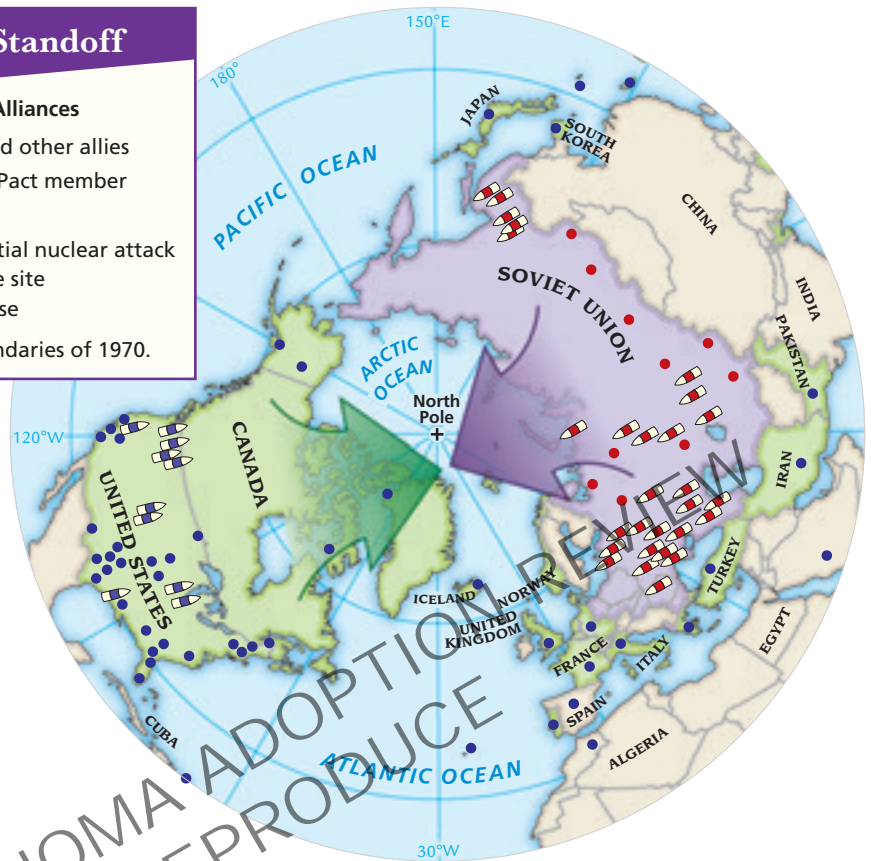 Standoff
Alliances
d other allies
Pact member
tial nuclear attack
e site
se
ndaries of 1970.
150°E
180°
JAPAN
SOUTH
KOREA
PACIFIC OCEAN
CHINA
SOVIET UNION
INDIA
PAKISTAN
ARCTIC
OCEAN
North
Pole
120°W
CANADA
UNITED STATES
IRAN
TURKEY
ICELAND
NORWAY
UNITED
KINGDOM
FRANCE
ITALY
EGYPT
SPAIN
CUBA
ALGERIA
ATLANTIC OCEAN
30°W
HOMA ADOPTION REVIEW
EPRODUCE